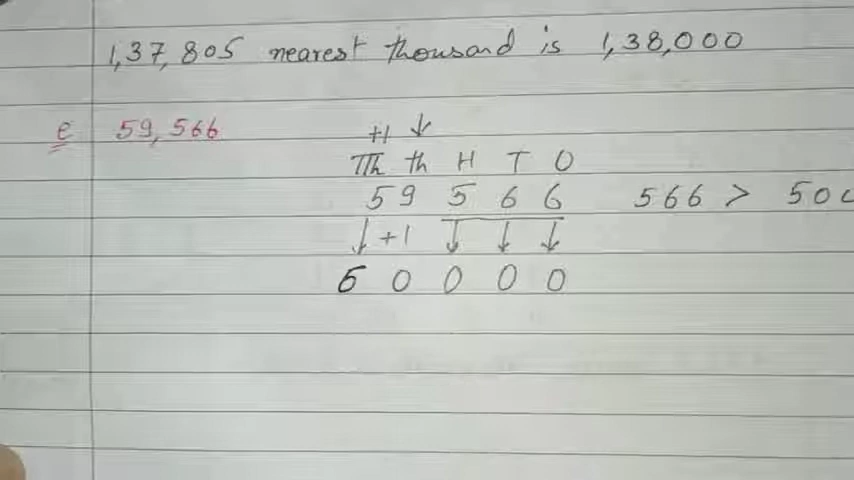 1,37,805 nearest thousand is 1,38,000
e 59,566
+1 ↓
TTh th H T O
5 9 5 6 6 566 > 50
↓ +1 ↓ ↓ ↓
6 0 0 0 0